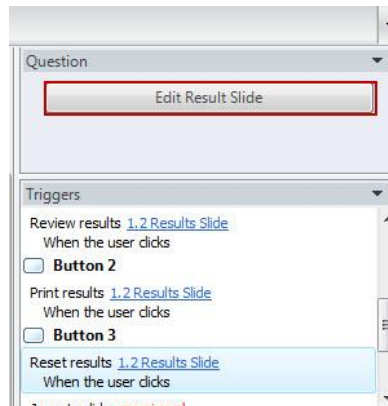 Question
Edit Result Slide
Triggers
Review results 1.2 Results Slide
When the user clicks
Button 2
Print results 1.2 Results Slide
When the user clicks
Button 3
Reset results 1.2 Results Slide
When the user clicks